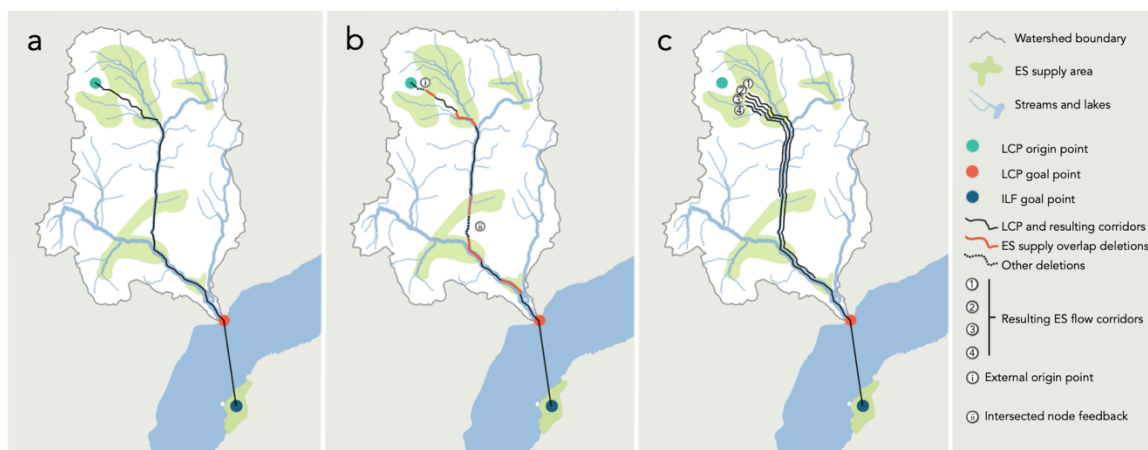 a
b
c
1
2
3
4
i
ii
Watershed boundary
ES supply area
Streams and lakes
LCP origin point
LCP goal point
ILF goal point
LCP and resulting corridors
ES supply overlap deletions
Other deletions
1
2
Resulting ES flow corridors
3
4
i External origin point
ii Intersected node feedback